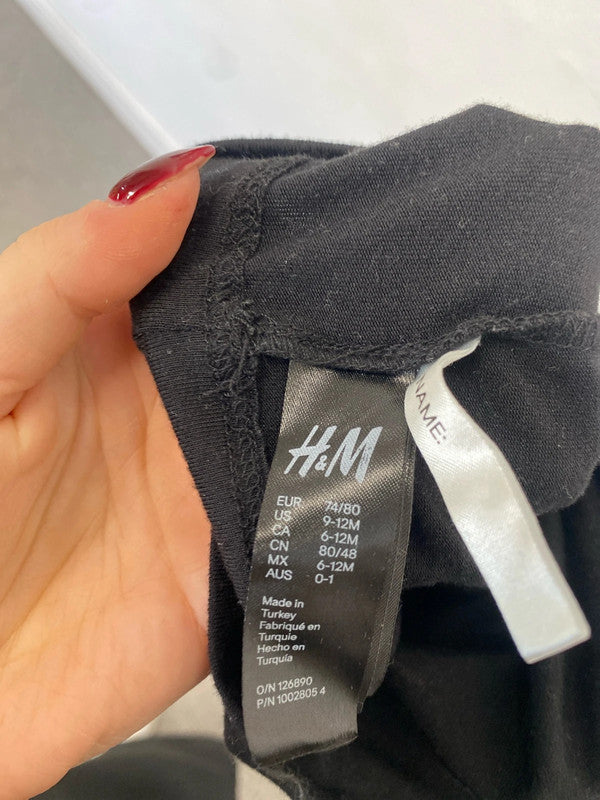 H&M
EUR 74/80
US 9-12M
CA 6-12M
CN 80/48
MX 6-12M
AUS 0-1
Made in
Turkey
Fabriqué en
Turquie
Hecho en
Turquía
O/N 126890
P/N 1002805 4
NAME: